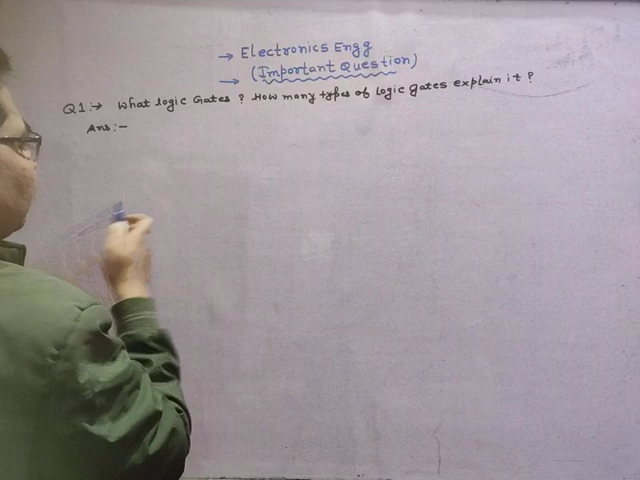 → Electronics Engg
→ (Important Question)
Q1:→ What logic Gates ? How many types of logic gates explain it ?
Ans:-